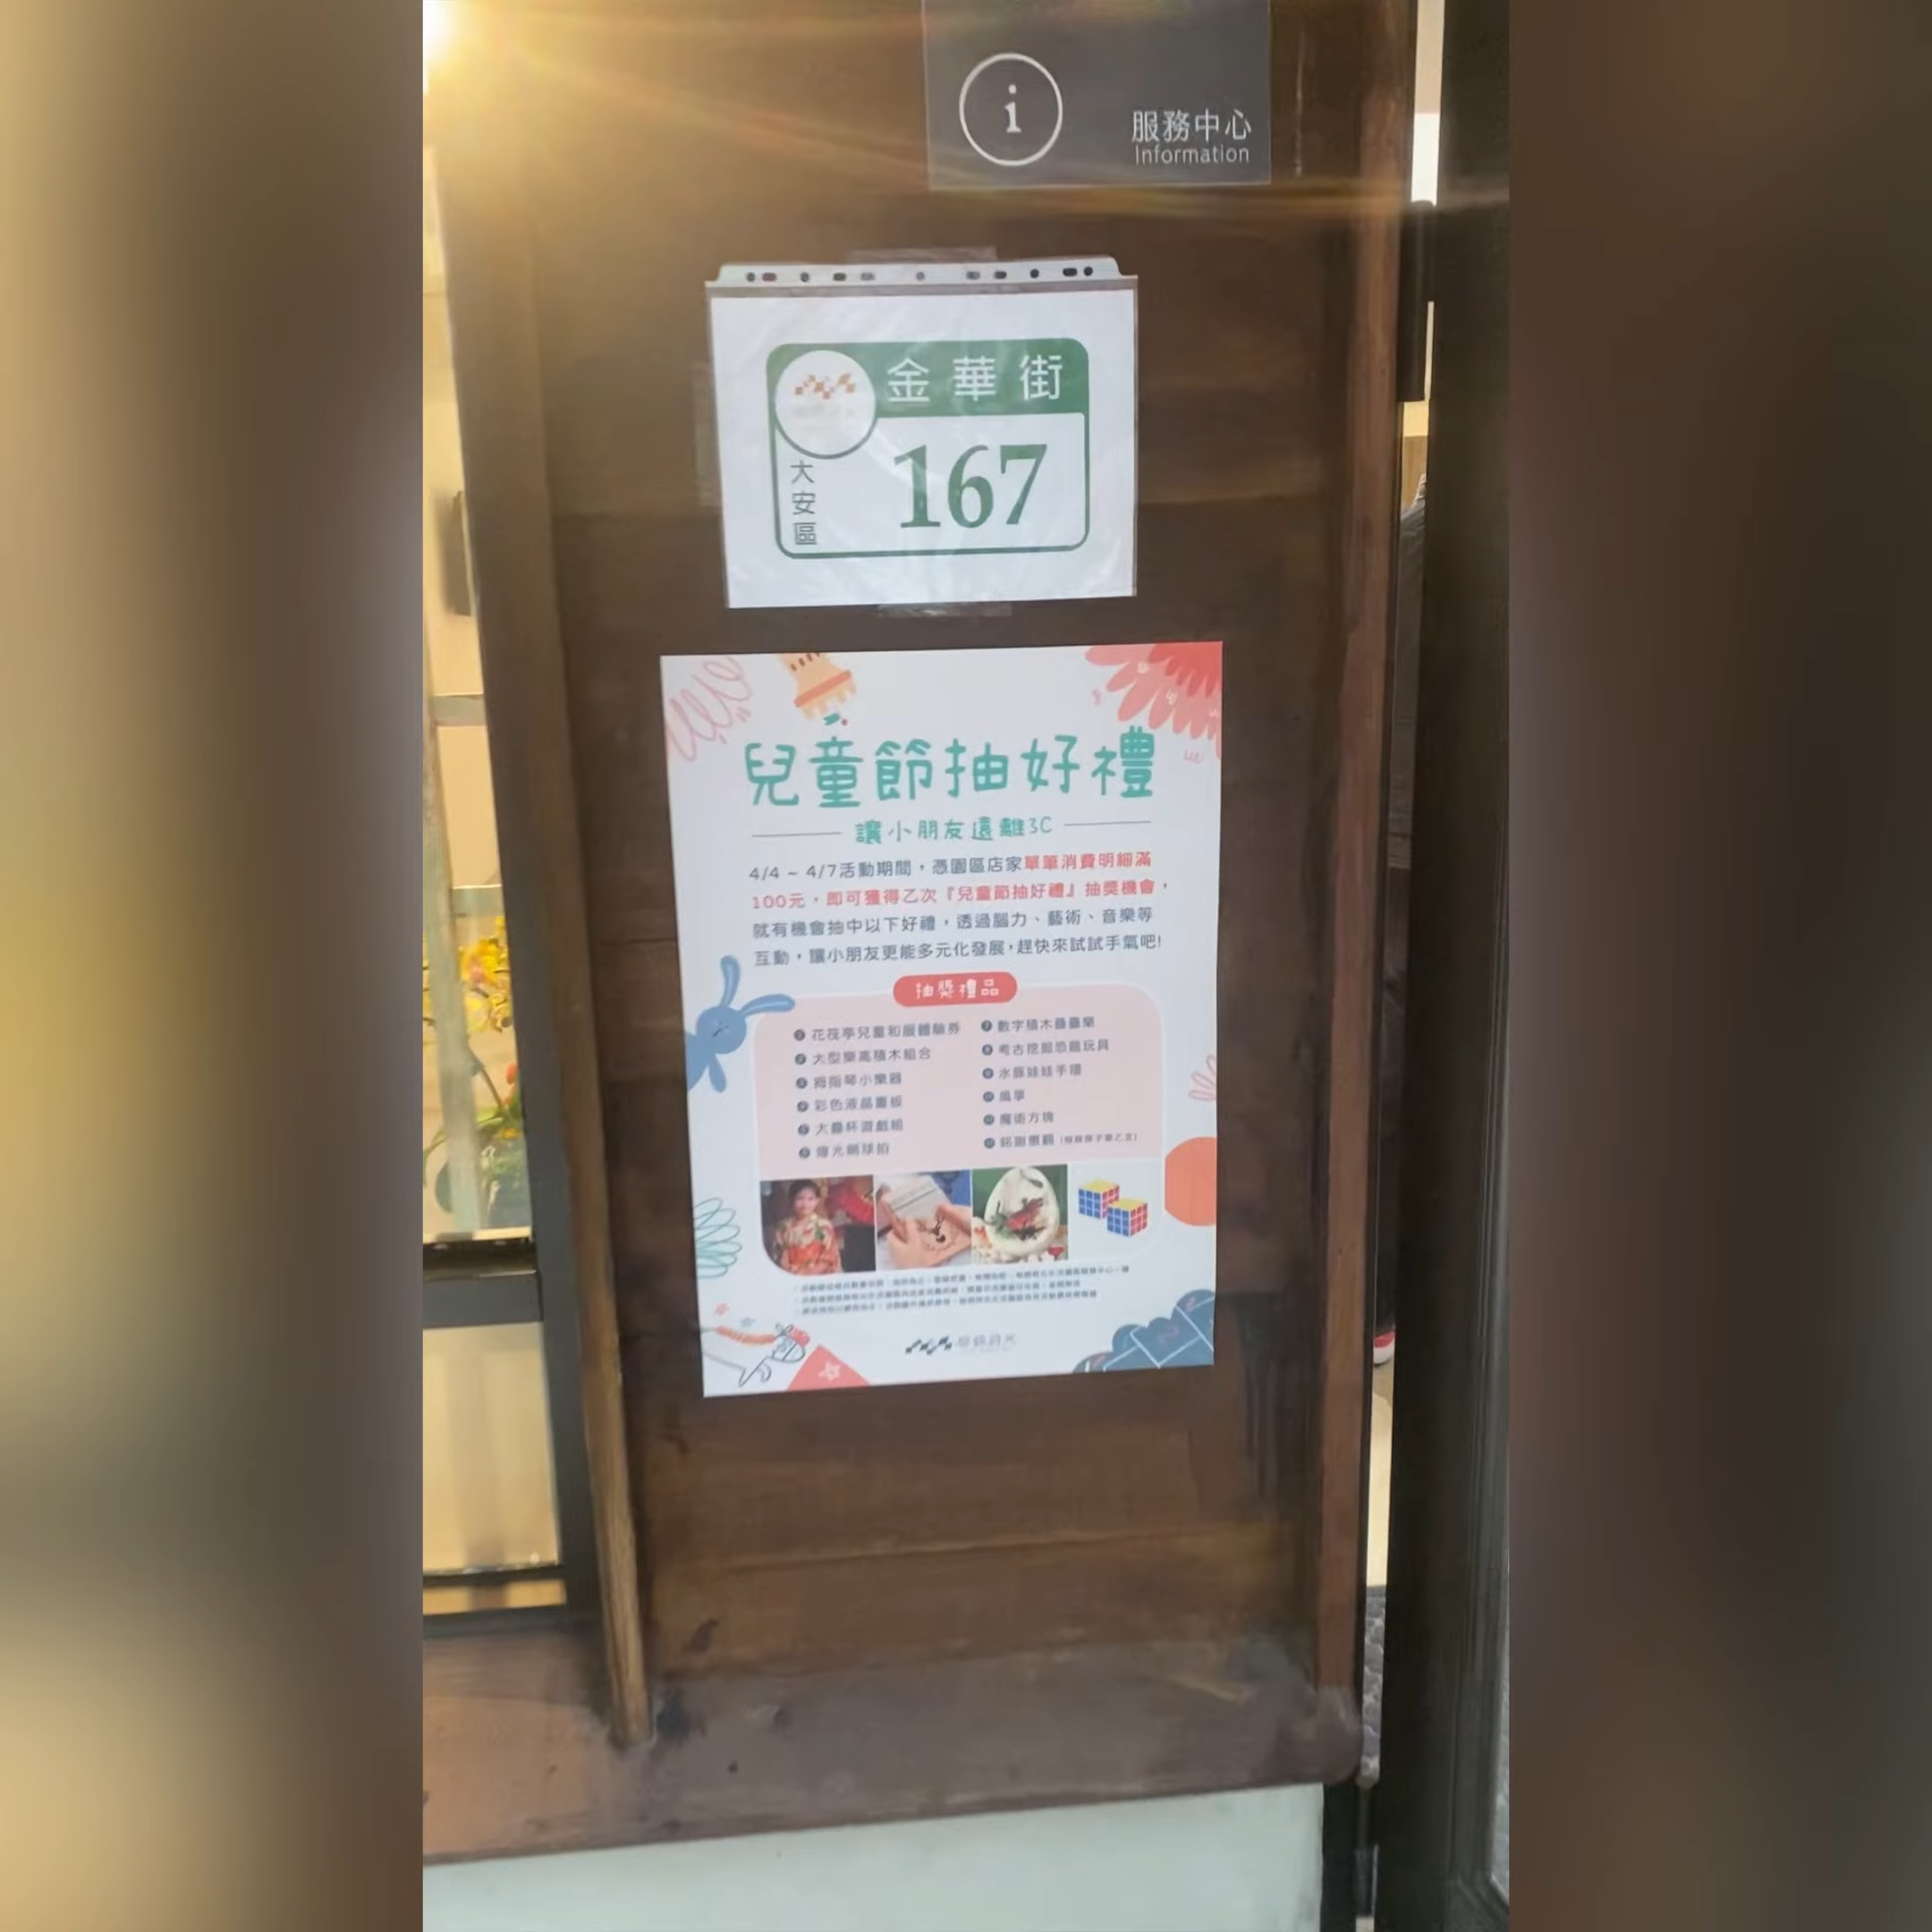 i
服務中心
Information
金華街
大安區
167
兒童節抽好禮
讓小朋友遠離3C
4/4 ~ 4/7活動期間，憑園區店家單筆消費明細滿
100元，即可獲得乙次『兒童節抽好禮』抽獎機會，
就有機會抽中以下好禮，透過腦力、藝術、音樂等
互動，讓小朋友更能多元化發展，趕快來試試手氣吧!
抽獎禮品
花筏亭兒童和服體驗券
大型樂高積木組合
拇指琴小樂器
彩色液晶畫板
大疊杯遊戲組
數字積木疊疊樂
考古挖掘恐龍玩具
水豚娃娃手環
風箏
魔術方塊
銘謝惠顧
榕錦時光